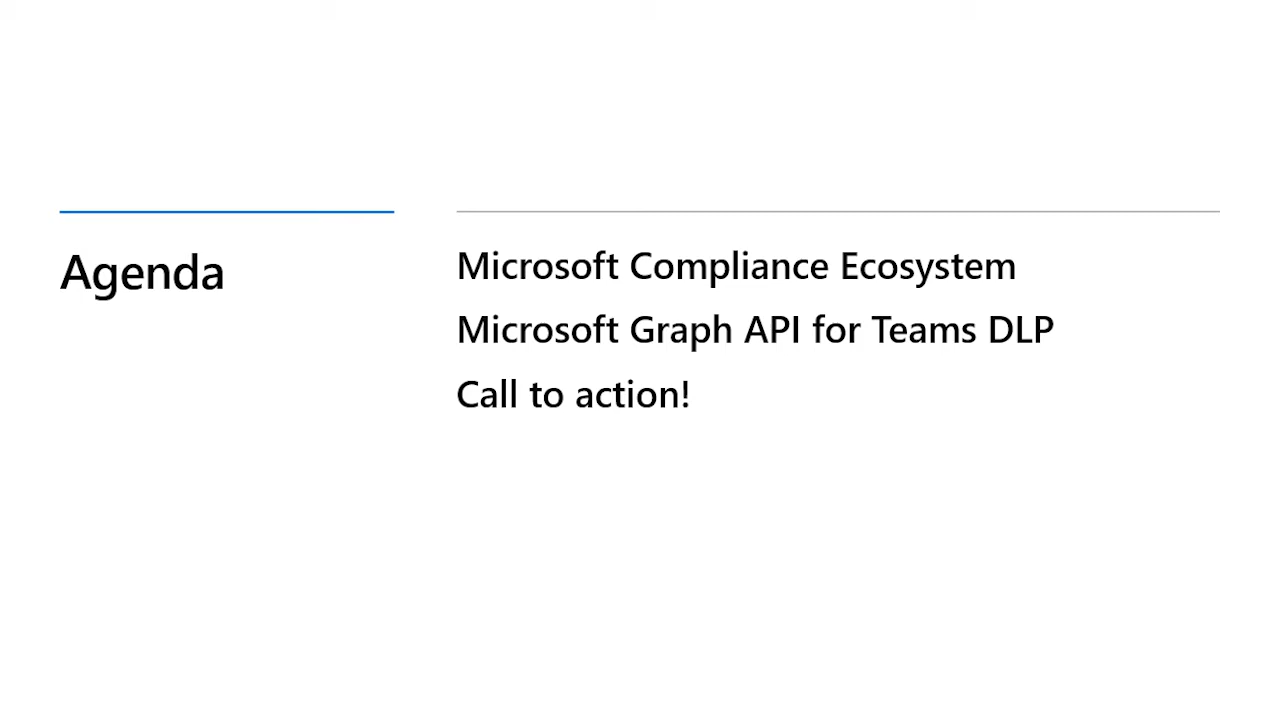 Agenda
Microsoft Compliance Ecosystem
Microsoft Graph API for Teams DLP
Call to action!